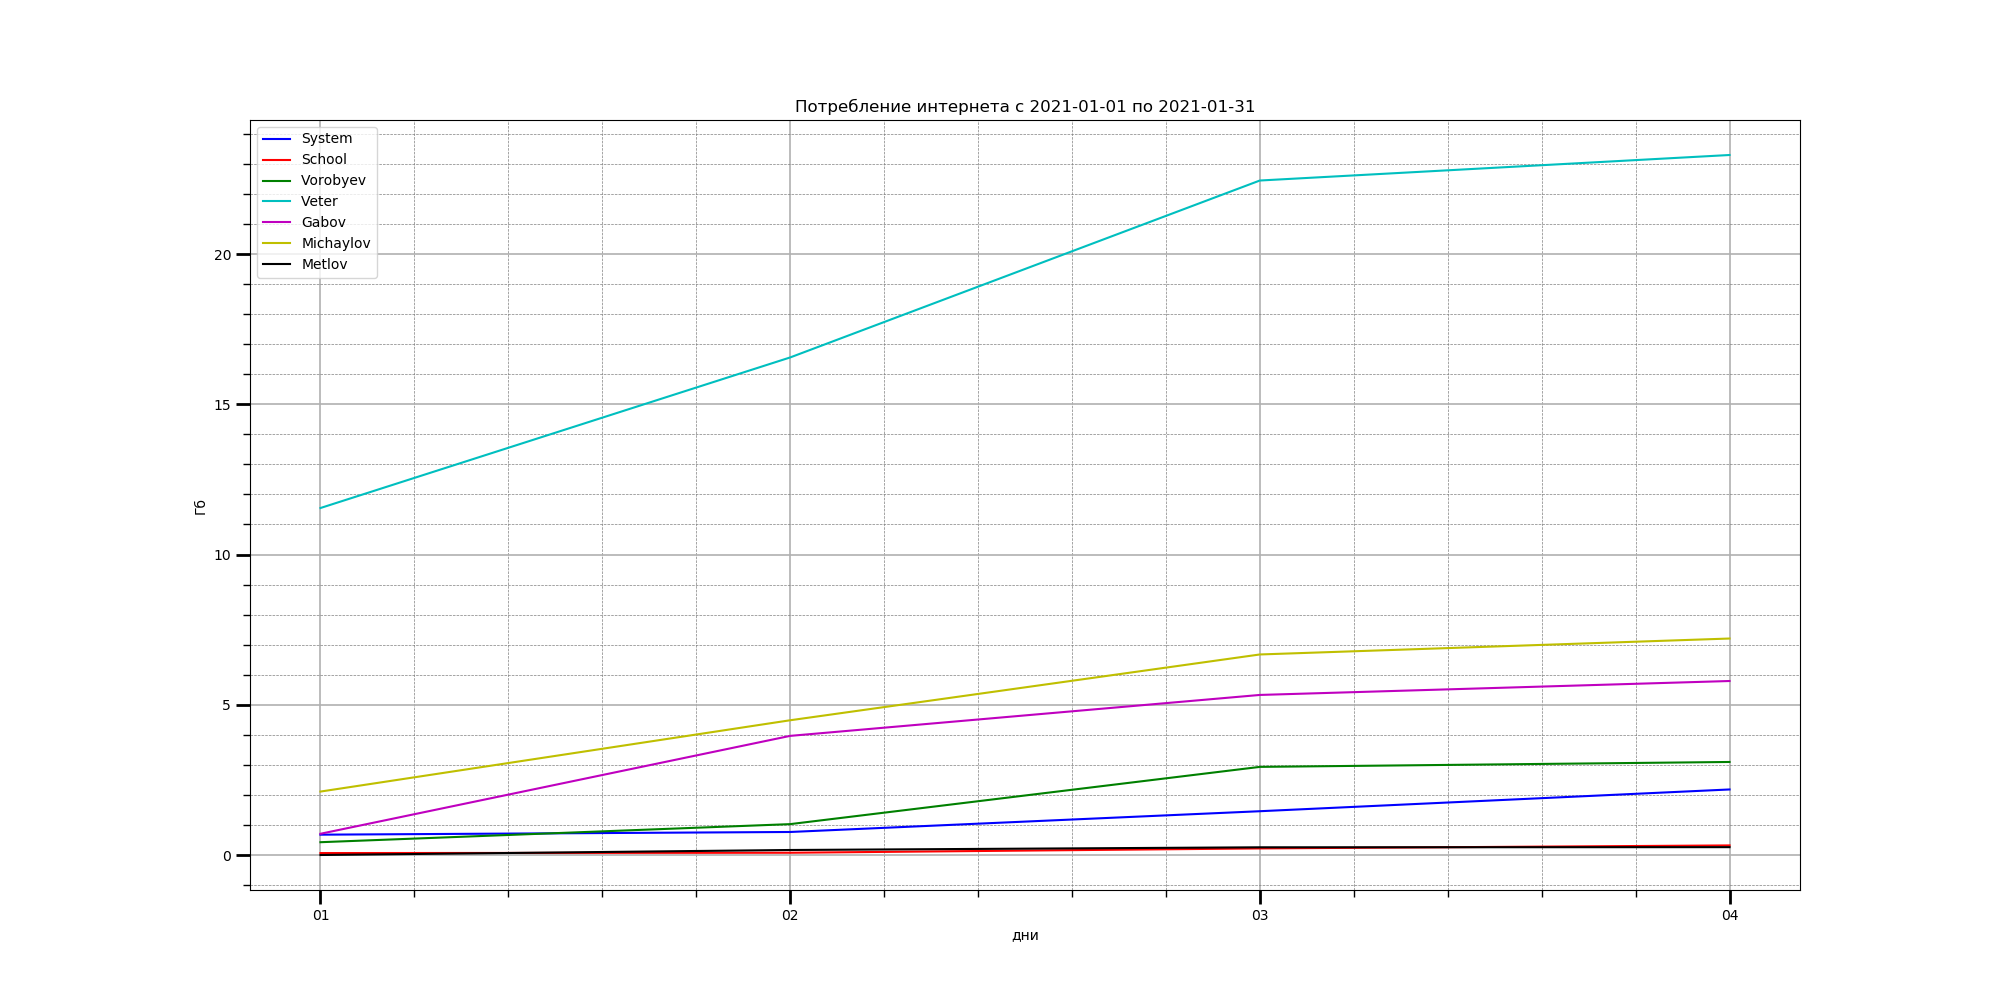 Потребление интернета с 2021-01-01 по 2021-01-31
System
School
Vorobyev
Veter
Gabov
Michaylov
Metlov
20
15
10
5
0
Гб
01 02 03 04
дни